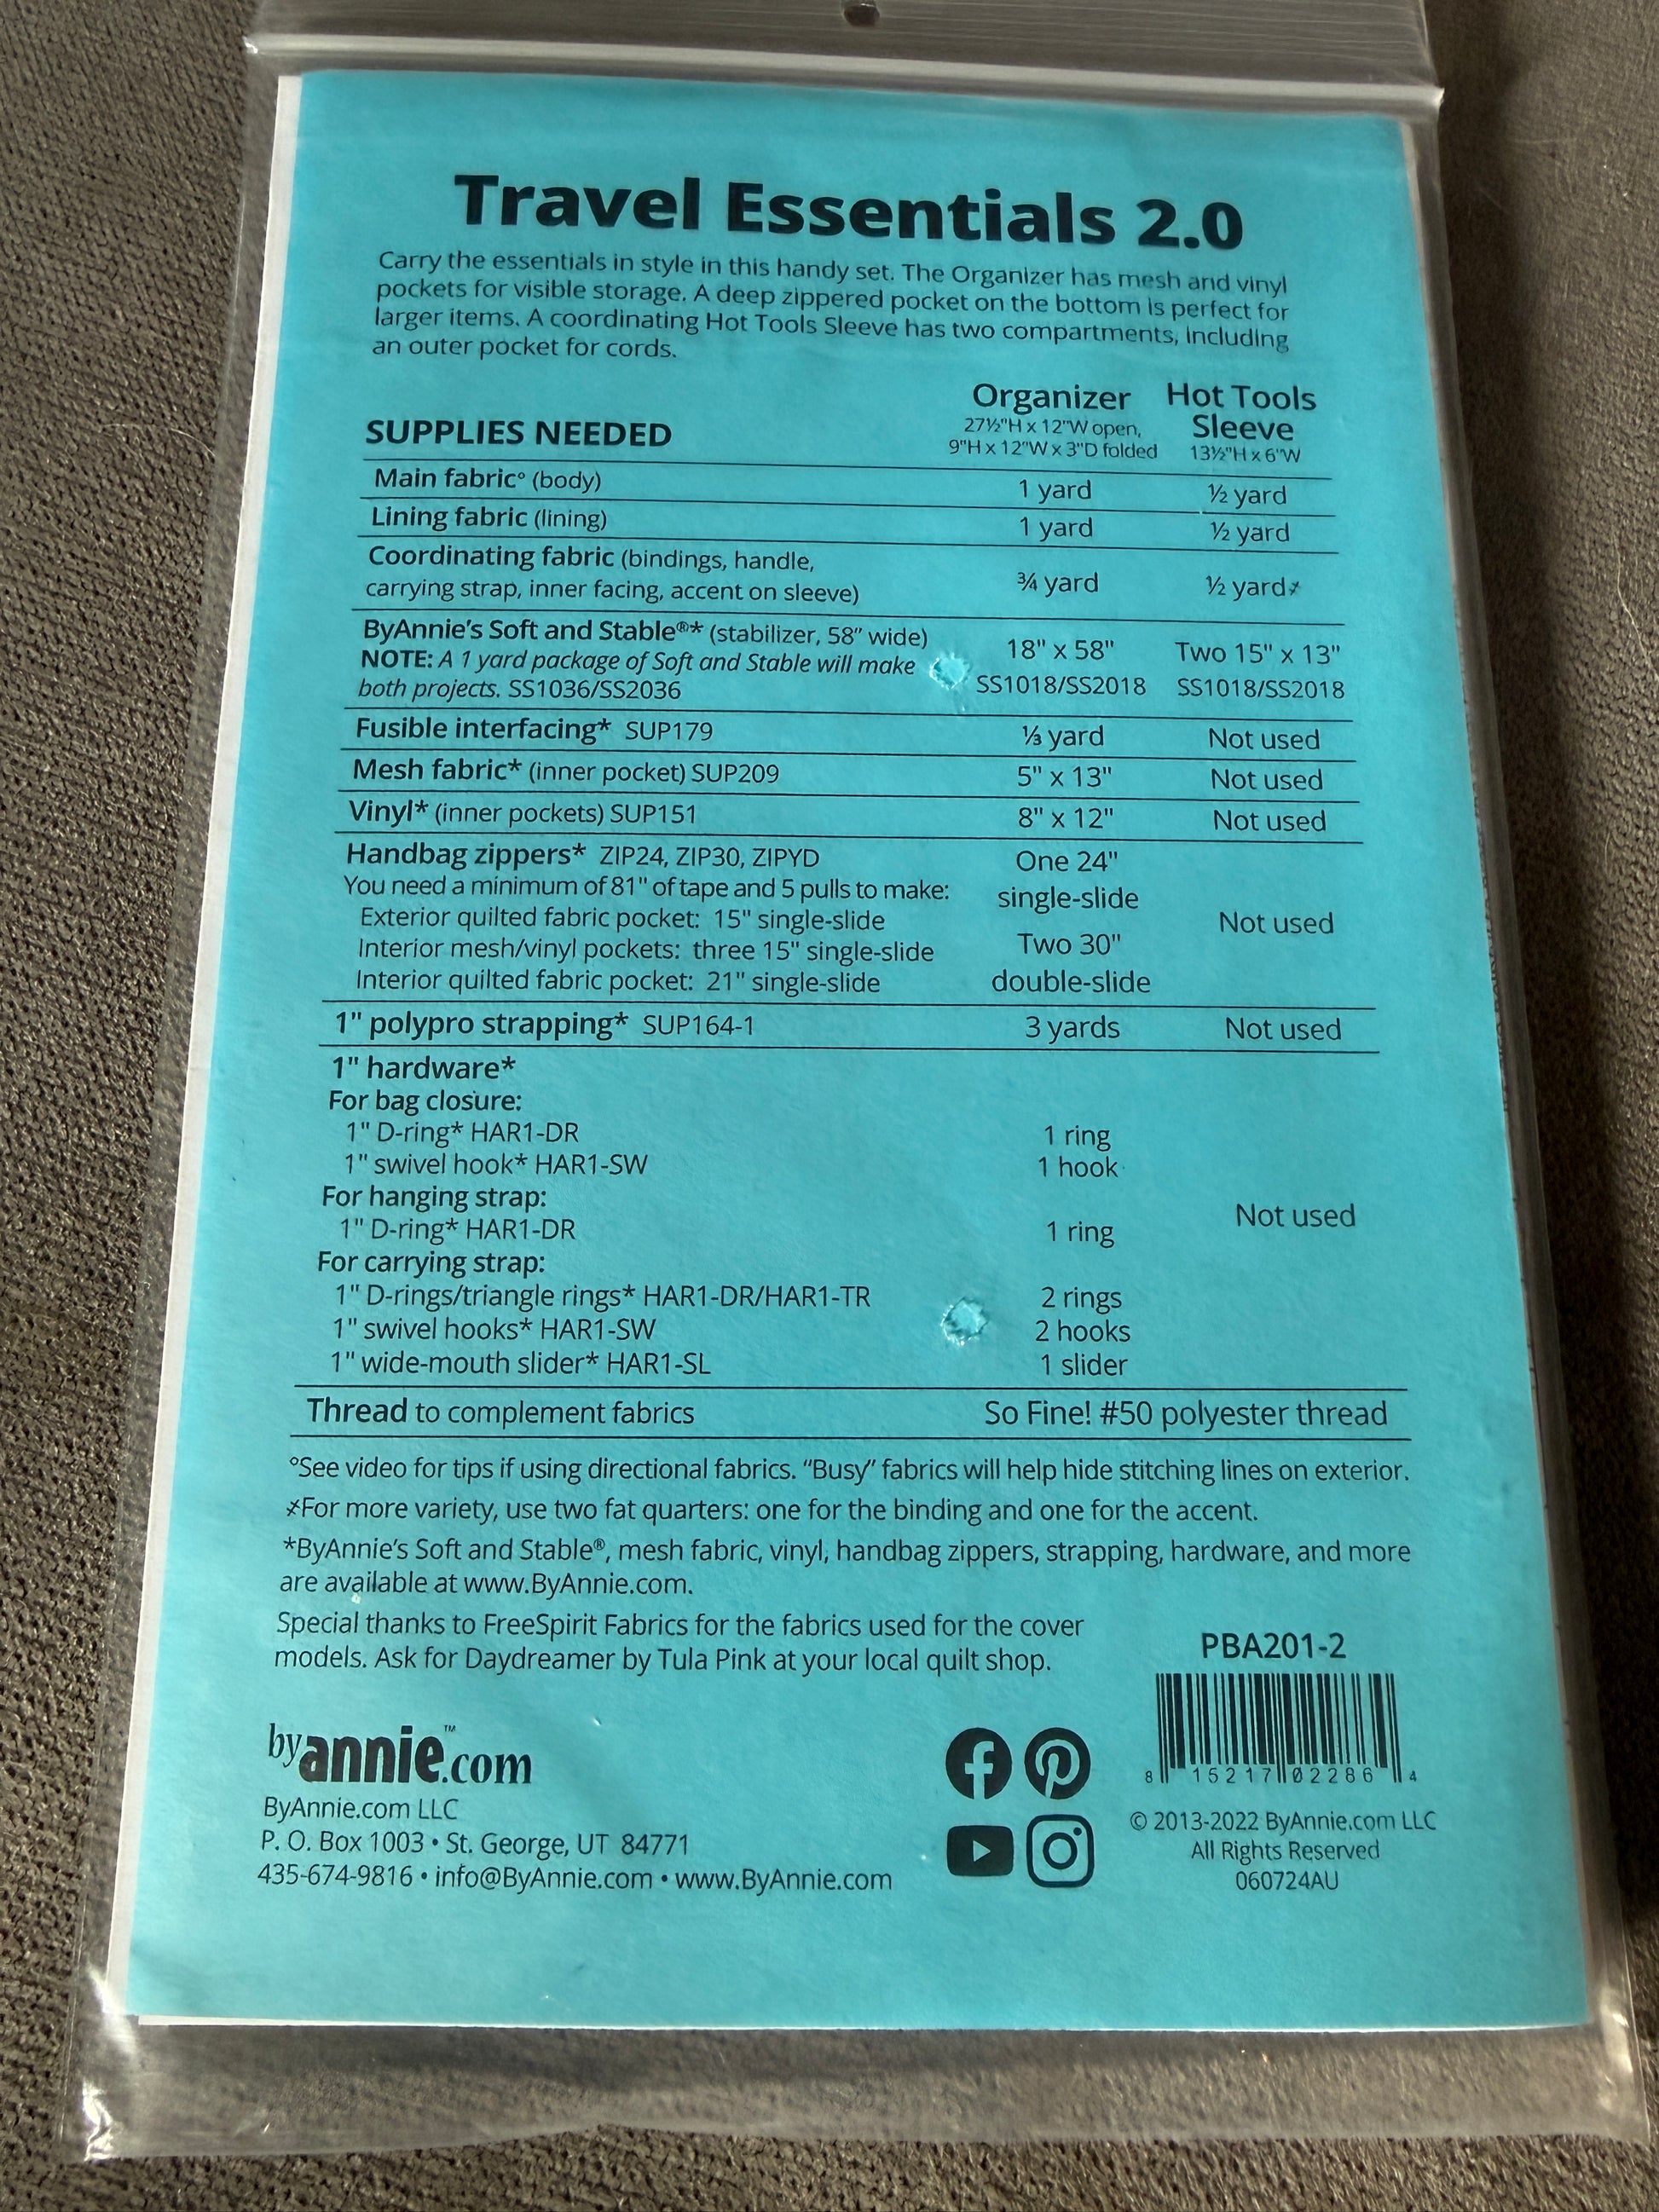 Travel Essentials 2.0
Carry the essentials in style in this handy set. The Organizer has mesh and vinyl
pockets for visible storage. A deep zippered pocket on the bottom is perfect for
larger items. A coordinating Hot Tools Sleeve has two compartments, including
an outer pocket for cords.
SUPPLIES NEEDED
Organizer
27½"H x 12"W open,
9"H x 12"W x 3"D folded
Hot Tools
Sleeve
13½"H x 6"W
Main fabric° (body) 1 yard ½ yard
Lining fabric (lining) 1 yard ½ yard
Coordinating fabric (bindings, handle,
carrying strap, inner facing, accent on sleeve) ¾ yard ½ yard҂
ByAnnie's Soft and Stable®* (stabilizer, 58" wide) 18" x 58" Two 15" x 13"
NOTE: A 1 yard package of Soft and Stable will make
both projects. SS1036/SS2036 SS1018/SS2018 SS1018/SS2018
Fusible interfacing* SUP179 ⅓ yard Not used
Mesh fabric* (inner pocket) SUP209 5" x 13" Not used
Vinyl* (inner pockets) SUP151 8" x 12" Not used
Handbag zippers* ZIP24, ZIP30, ZIPYD
You need a minimum of 81" of tape and 5 pulls to make:
Exterior quilted fabric pocket: 15" single-slide
Interior mesh/vinyl pockets: three 15" single-slide
Interior quilted fabric pocket: 21" single-slide
One 24"
single-slide
Two 30"
double-slide
Not used
1" polypro strapping* SUP164-1 3 yards Not used
1" hardware*
For bag closure:
1" D-ring* HAR1-DR 1 ring
1" swivel hook* HAR1-SW 1 hook
For hanging strap:
Not used
1" D-ring* HAR1-DR 1 ring
For carrying strap:
1" D-rings/triangle rings* HAR1-DR/HAR1-TR 2 rings
1" swivel hooks* HAR1-SW 2 hooks
1" wide-mouth slider* HAR1-SL 1 slider
Thread to complement fabrics So Fine! #50 polyester thread
°See video for tips if using directional fabrics. "Busy" fabrics will help hide stitching lines on exterior.
҂For more variety, use two fat quarters: one for the binding and one for the accent.
*ByAnnie's Soft and Stable®, mesh fabric, vinyl, handbag zippers, strapping, hardware, and more
are available at www.ByAnnie.com.
Special thanks to FreeSpirit Fabrics for the fabrics used for the cover
models. Ask for Daydreamer by Tula Pink at your local quilt shop.
PBA201-2
8 15217 02286 4
byannie.com™
ByAnnie.com LLC
P. O. Box 1003 • St. George, UT 84771
435-674-9816 • info@ByAnnie.com • www.ByAnnie.com
© 2013-2022 ByAnnie.com LLC
All Rights Reserved
060724AU